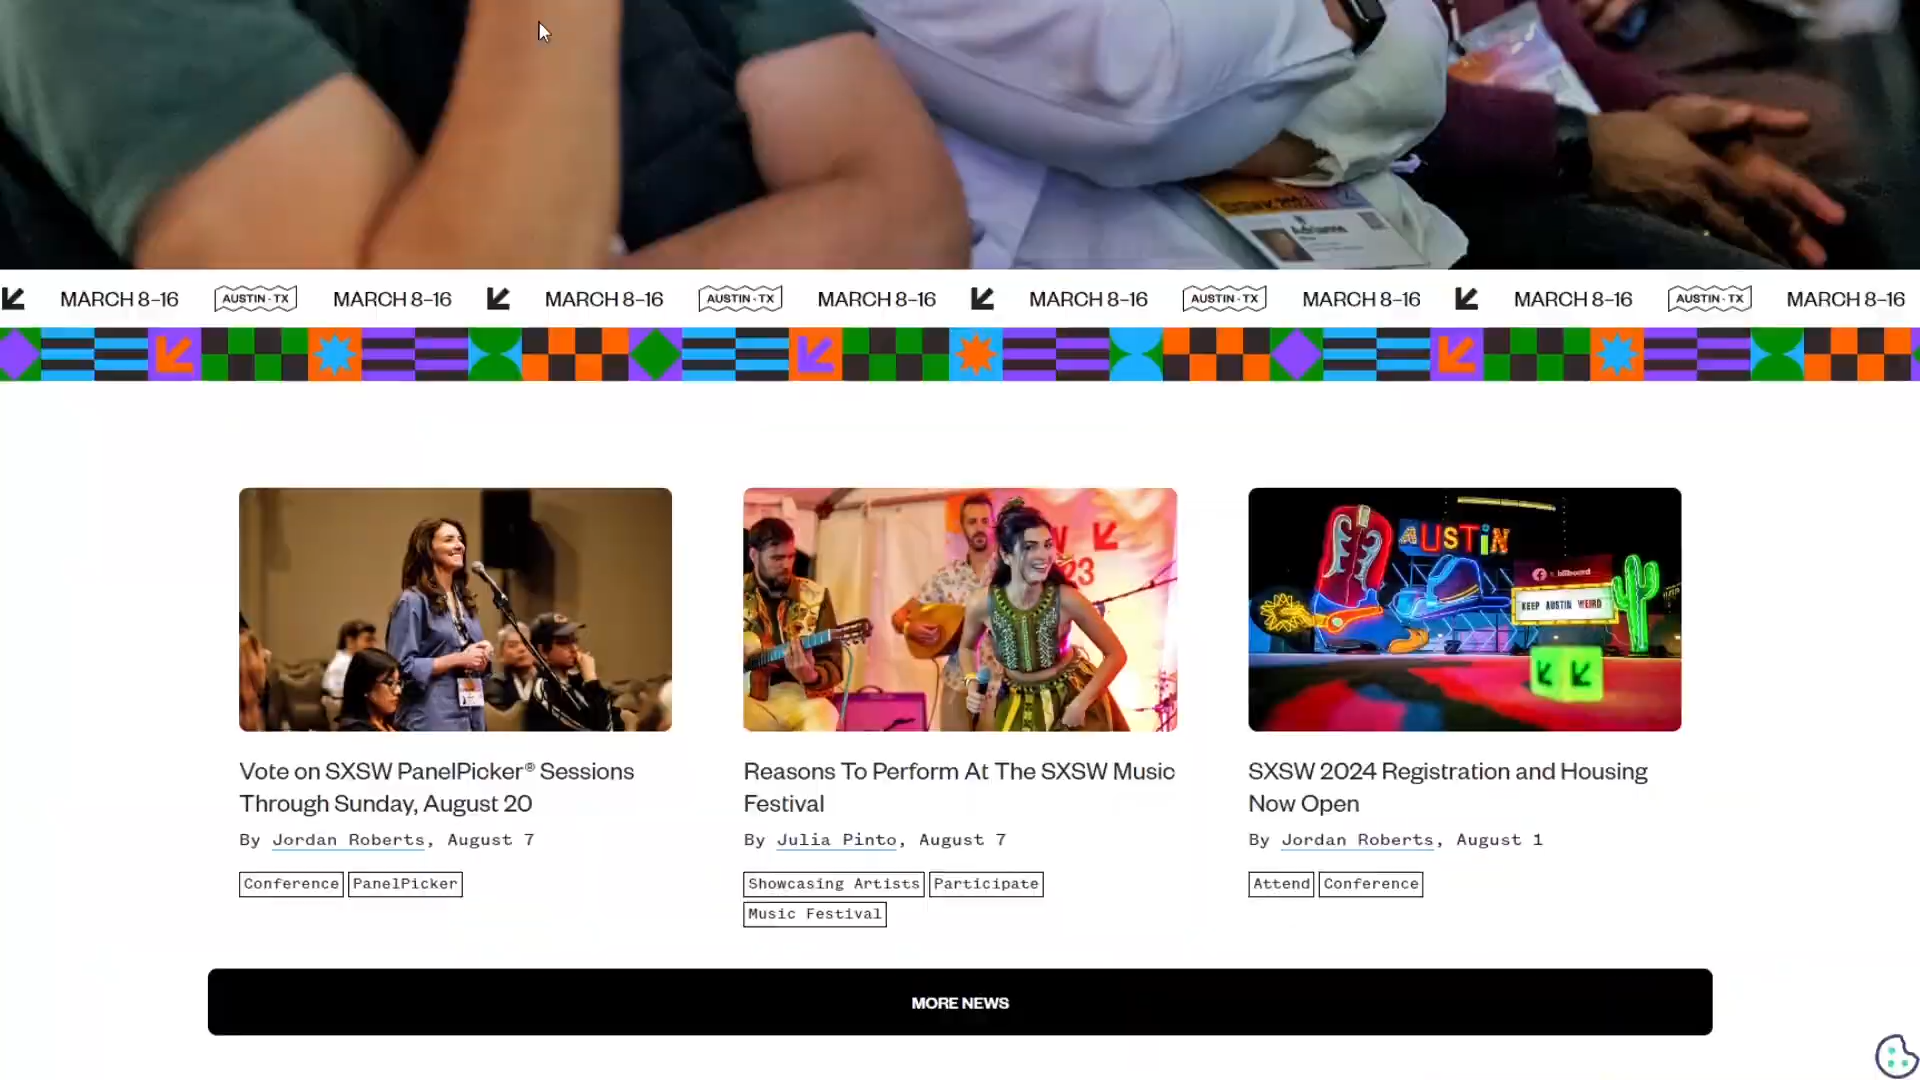 Adrianne
MARCH 8–16 AUSTIN · TX MARCH 8–16 MARCH 8–16 AUSTIN · TX MARCH 8–16 MARCH 8–16 AUSTIN · TX MARCH 8–16 MARCH 8–16 AUSTIN · TX MARCH 8–16
23
AUSTiN
billboard
KEEP AUSTIN WEIRD
Vote on SXSW PanelPicker® Sessions
Through Sunday, August 20
By Jordan Roberts, August 7
Conference PanelPicker
Reasons To Perform At The SXSW Music
Festival
By Julia Pinto, August 7
Showcasing Artists Participate
Music Festival
SXSW 2024 Registration and Housing
Now Open
By Jordan Roberts, August 1
Attend Conference
MORE NEWS